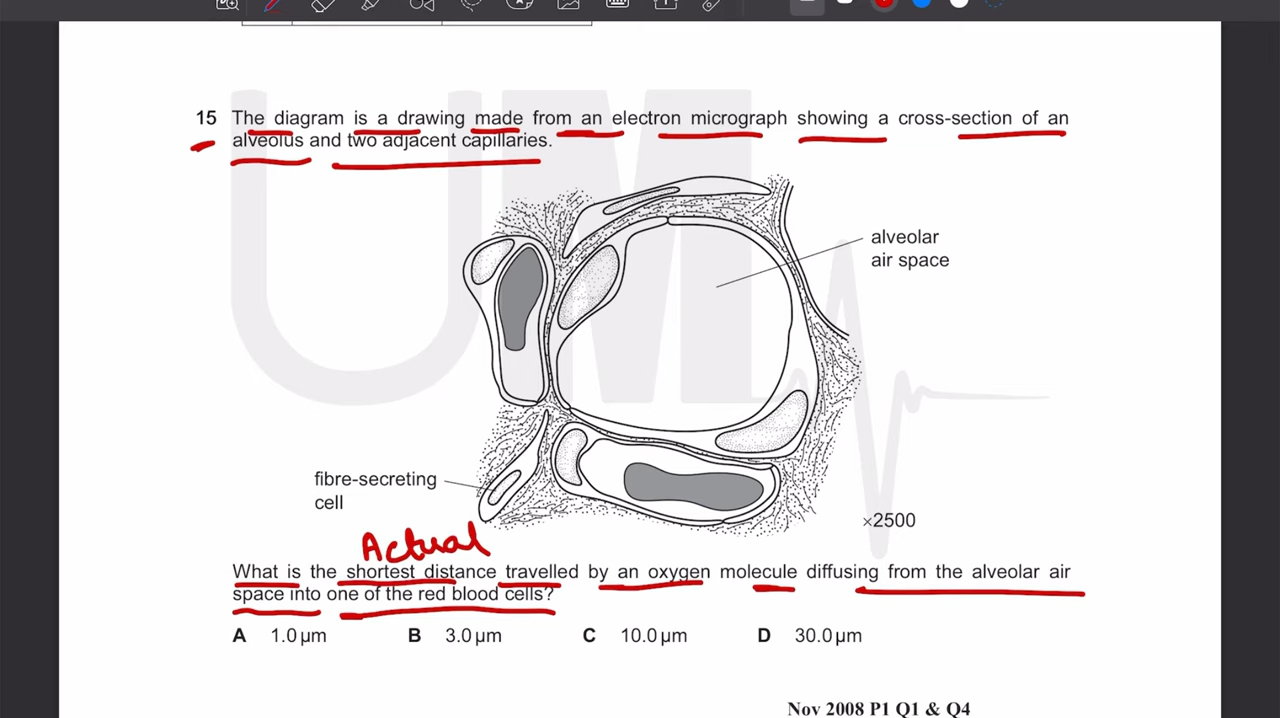 15 The diagram is a drawing made from an electron micrograph showing a cross-section of an
alveolus and two adjacent capillaries.
alveolar
air space
fibre-secreting
cell
×2500
Actual
What is the shortest distance travelled by an oxygen molecule diffusing from the alveolar air
space into one of the red blood cells?
A 1.0 µm B 3.0 µm C 10.0 µm D 30.0 µm
Nov 2008 P1 Q1 & Q4
UM